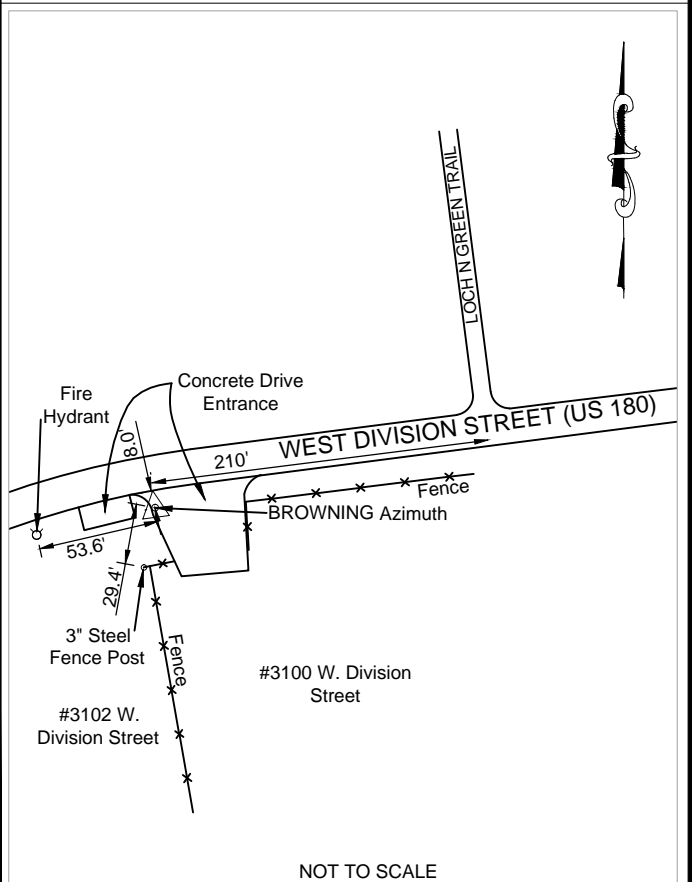 LOCH N GREEN TRAIL
Fire
Hydrant
Concrete Drive
Entrance
8.0'
210'
WEST DIVISION STREET (US 180)
Fence
BROWNING Azimuth
53.6'
29.4'
3" Steel
Fence Post
Fence
#3100 W. Division
Street
#3102 W.
Division Street
NOT TO SCALE